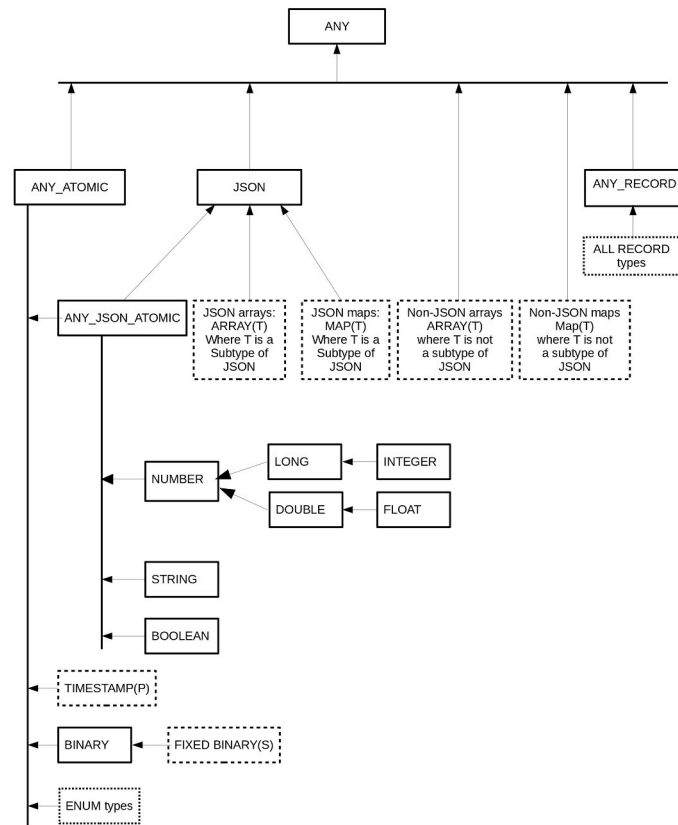 ANY
ANY_ATOMIC
JSON
ANY_RECORD
ALL RECORD
types
ANY_JSON_ATOMIC
JSON arrays:
ARRAY(T)
Where T is a
Subtype of
JSON
JSON maps:
MAP(T)
Where T is a
Subtype of
JSON
Non-JSON arrays
ARRAY(T)
where T is not
a subtype of
JSON
Non-JSON maps
Map(T)
where T is not
a subtype of
JSON
NUMBER
LONG
INTEGER
DOUBLE
FLOAT
STRING
BOOLEAN
TIMESTAMP(P)
BINARY
FIXED BINARY(S)
ENUM types